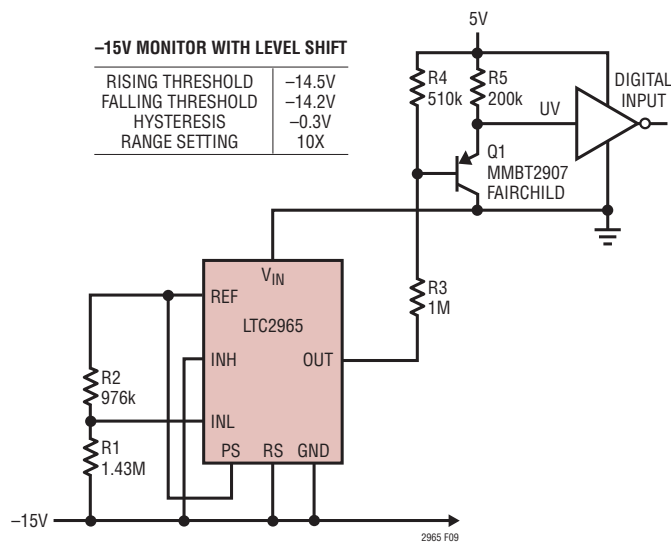 –15V MONITOR WITH LEVEL SHIFT
RISING THRESHOLD –14.5V
FALLING THRESHOLD –14.2V
HYSTERESIS –0.3V
RANGE SETTING 10X
5V
R4
510k
R5
200k
UV
DIGITAL
INPUT
Q1
MMBT2907
FAIRCHILD
R3
1M
VIN
REF
LTC2965
INH
OUT
INL
PS RS GND
R2
976k
R1
1.43M
–15V
2965 F09